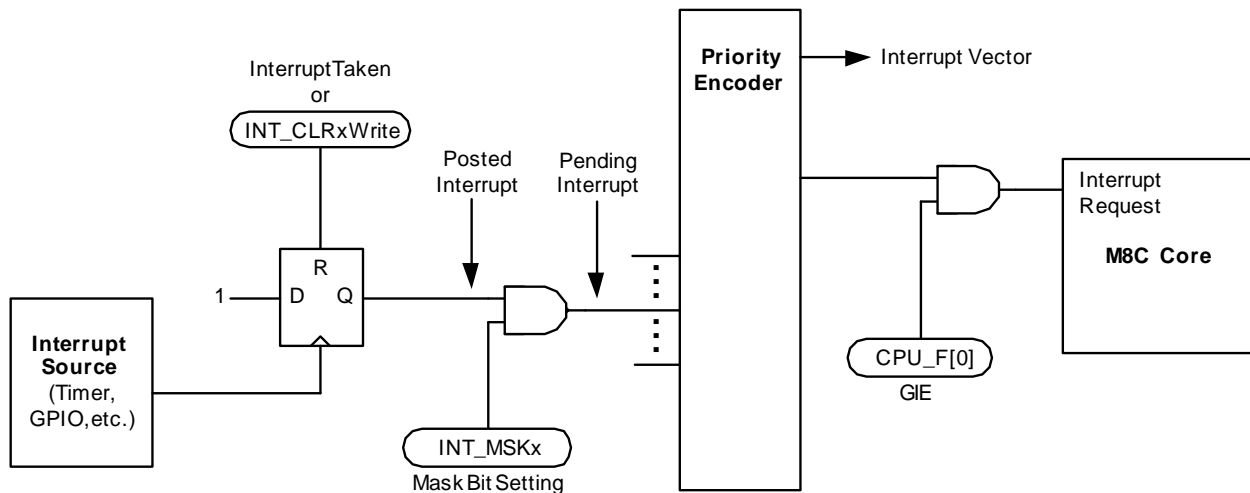 InterruptTaken
or
INT_CLRxWrite
Priority
Encoder
Interrupt Vector
Posted
Interrupt
Pending
Interrupt
Interrupt
Request
M8C Core
R
1
D
Q
Interrupt
Source
(Timer,
GPIO,etc.)
CPU_F[0]
GIE
INT_MSKx
Mask Bit Setting